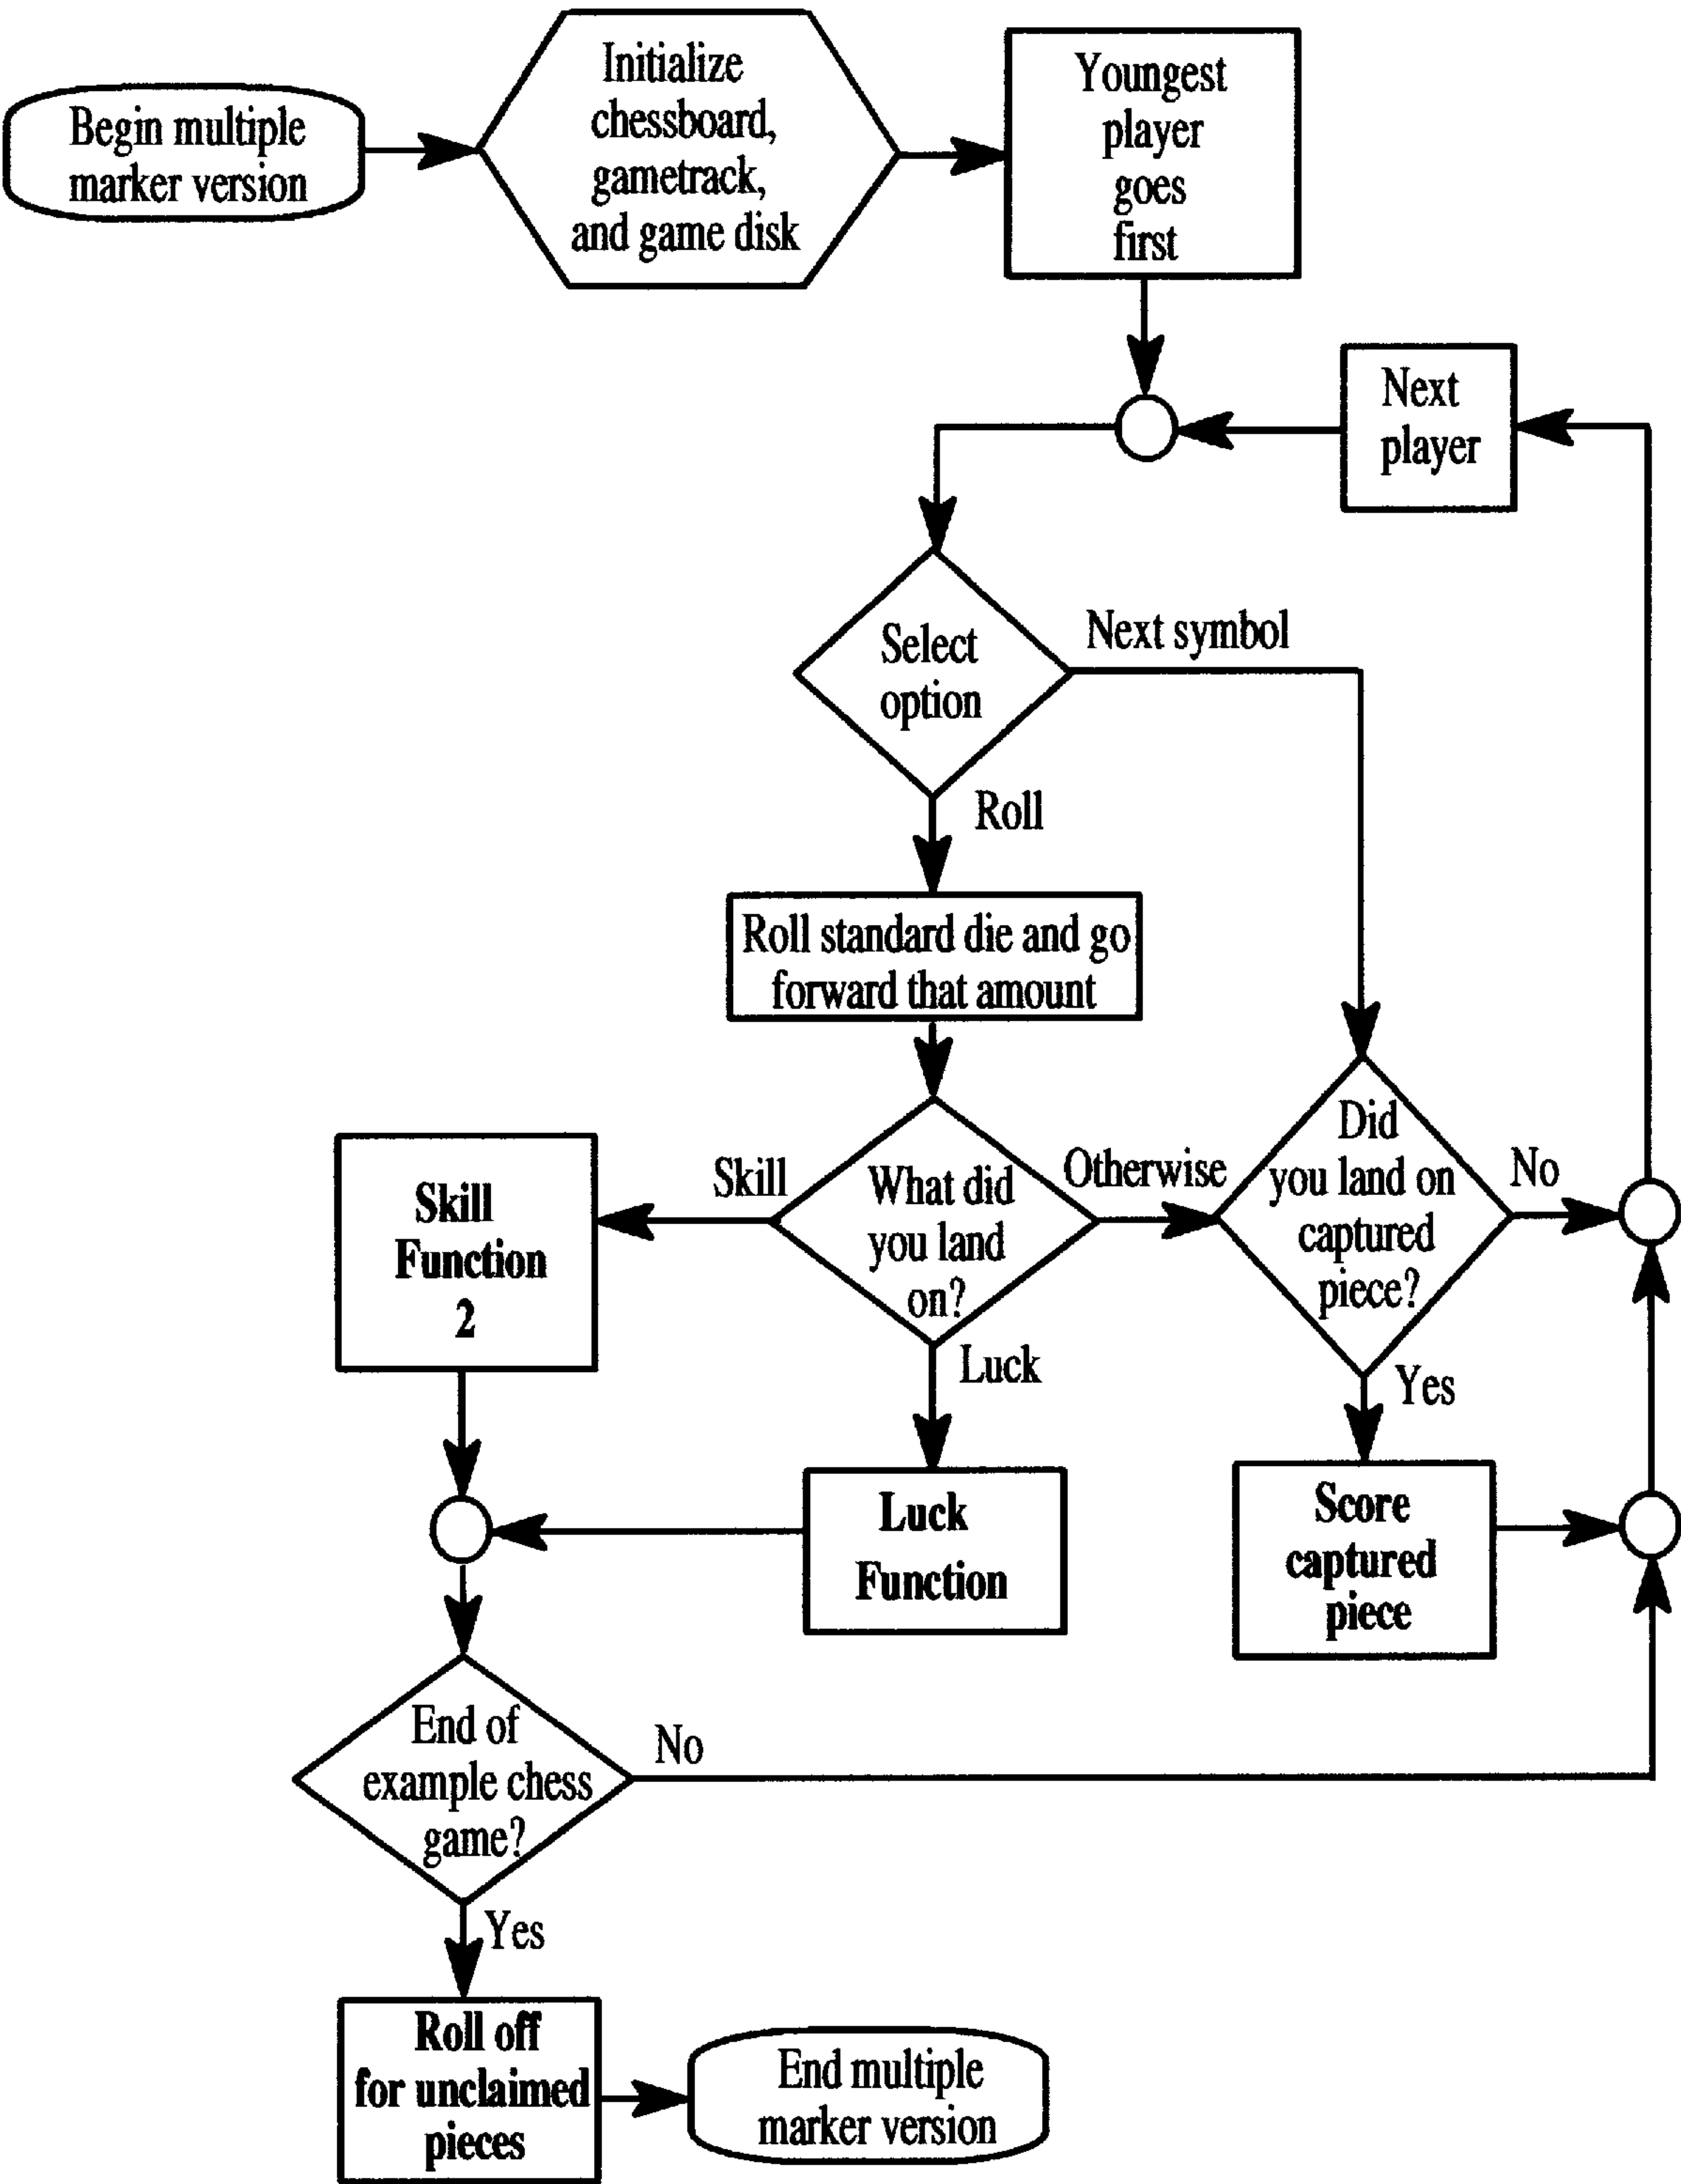 Begin multiple
marker version
Initialize
chessboard,
gametrack,
and game disk
Youngest
player
goes
first
Next
player
Select
option
Next symbol
Roll
Roll standard die and go
forward that amount
What did
you land
on?
Skill
Otherwise
Luck
Did
you land on
captured
piece?
No
Yes
Skill
Function
2
Luck
Function
Score
captured
piece
End of
example chess
game?
No
Yes
Roll off
for unclaimed
pieces
End multiple
marker version